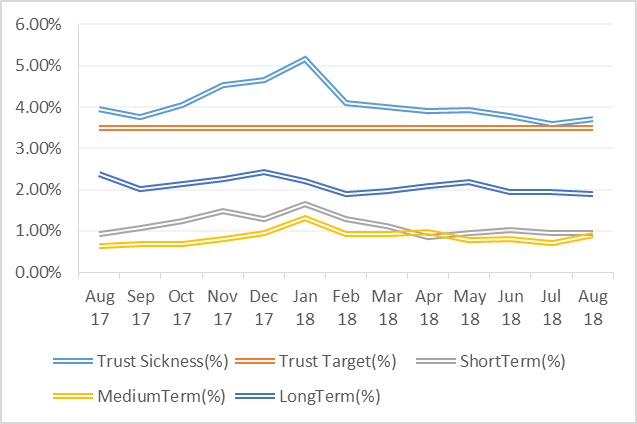 6.00%
5.00%
4.00%
3.00%
2.00%
1.00%
0.00%
Aug Sep Oct Nov Dec Jan Feb Mar Apr May Jun Jul Aug
17 17 17 17 17 18 18 18 18 18 18 18 18
Trust Sickness(%) Trust Target(%) ShortTerm(%)
MediumTerm(%) LongTerm(%)